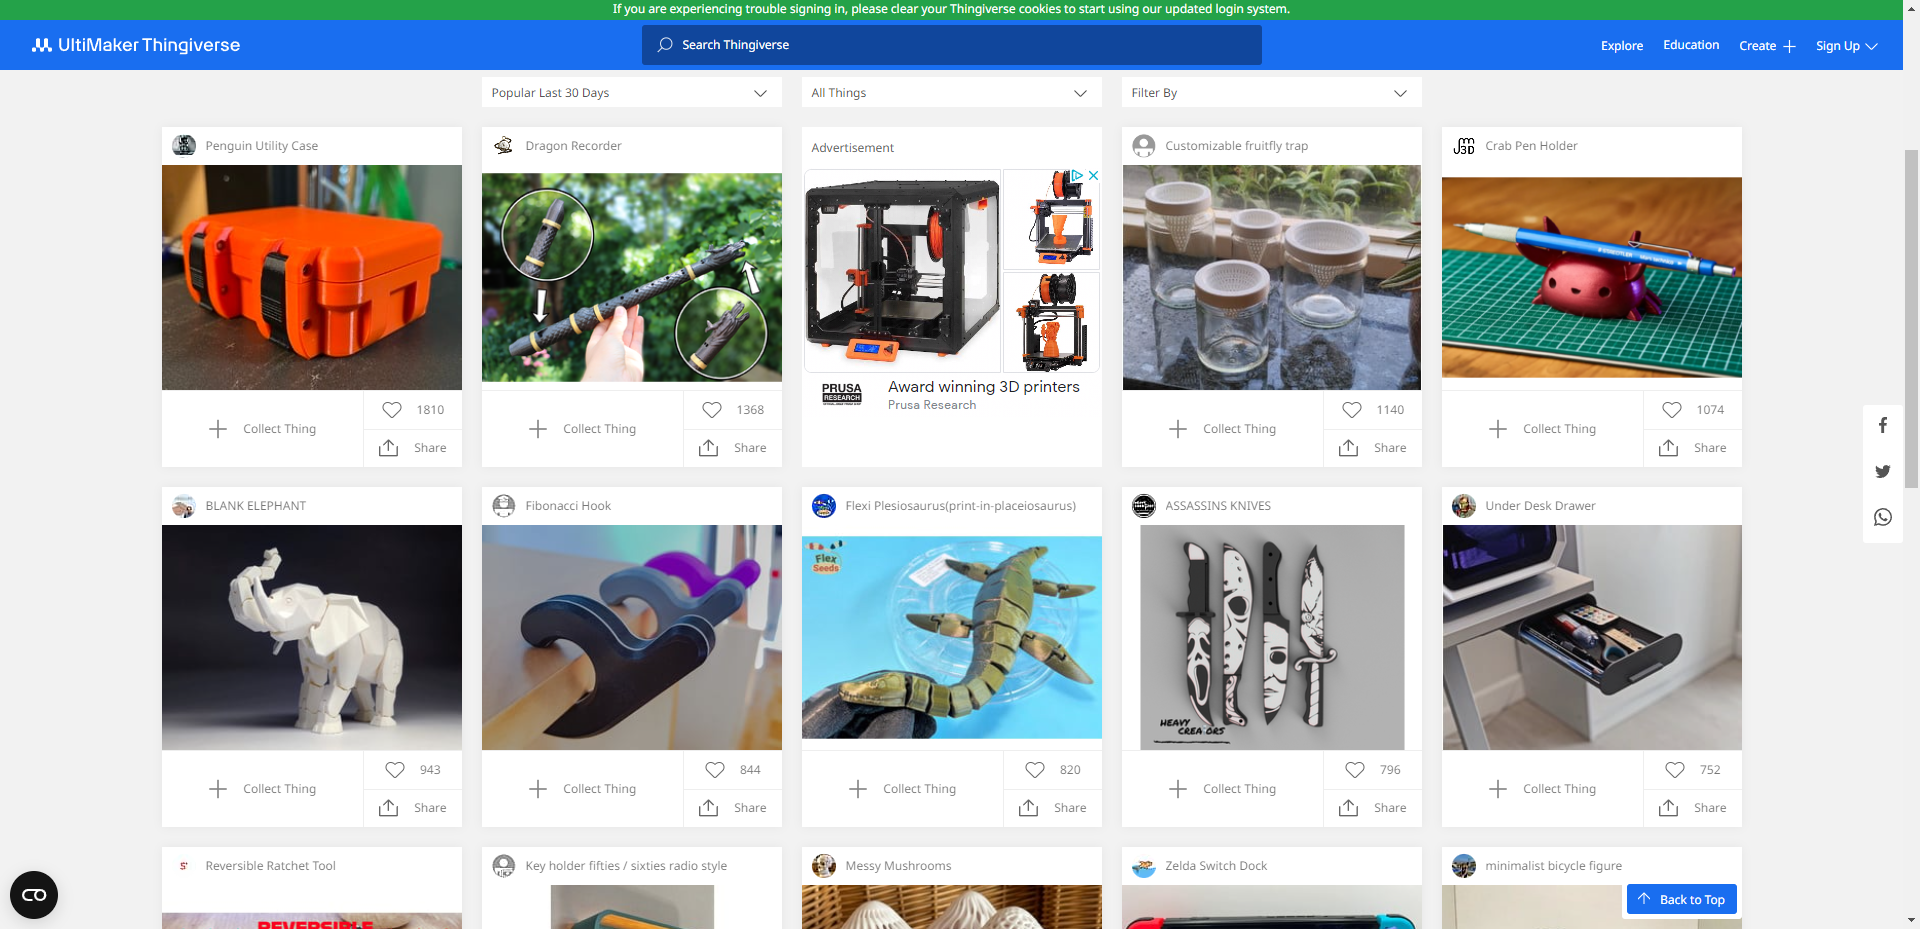 If you are experiencing trouble signing in, please clear your Thingiverse cookies to start using our updated login system.
UltiMaker Thingiverse
Search Thingiverse
Explore
Education
Create
Sign Up
Popular Last 30 Days
All Things
Filter By
Penguin Utility Case
Dragon Recorder
Advertisement
Customizable fruitfly trap
Crab Pen Holder
PRUSA
RESEARCH
Award winning 3D printers
Prusa Research
1810
1368
1140
1074
Collect Thing
Collect Thing
Collect Thing
Collect Thing
Share
Share
Share
Share
BLANK ELEPHANT
Fibonacci Hook
Flexi Plesiosaurus(print-in-placeiosaurus)
ASSASSINS KNIVES
Under Desk Drawer
Flex
Seeds
HEAVY
CREA ORS
943
844
820
796
752
Collect Thing
Collect Thing
Collect Thing
Collect Thing
Collect Thing
Share
Share
Share
Share
Share
Reversible Ratchet Tool
Key holder fifties / sixties radio style
Messy Mushrooms
Zelda Switch Dock
minimalist bicycle figure
Back to Top
REVERSIBLE